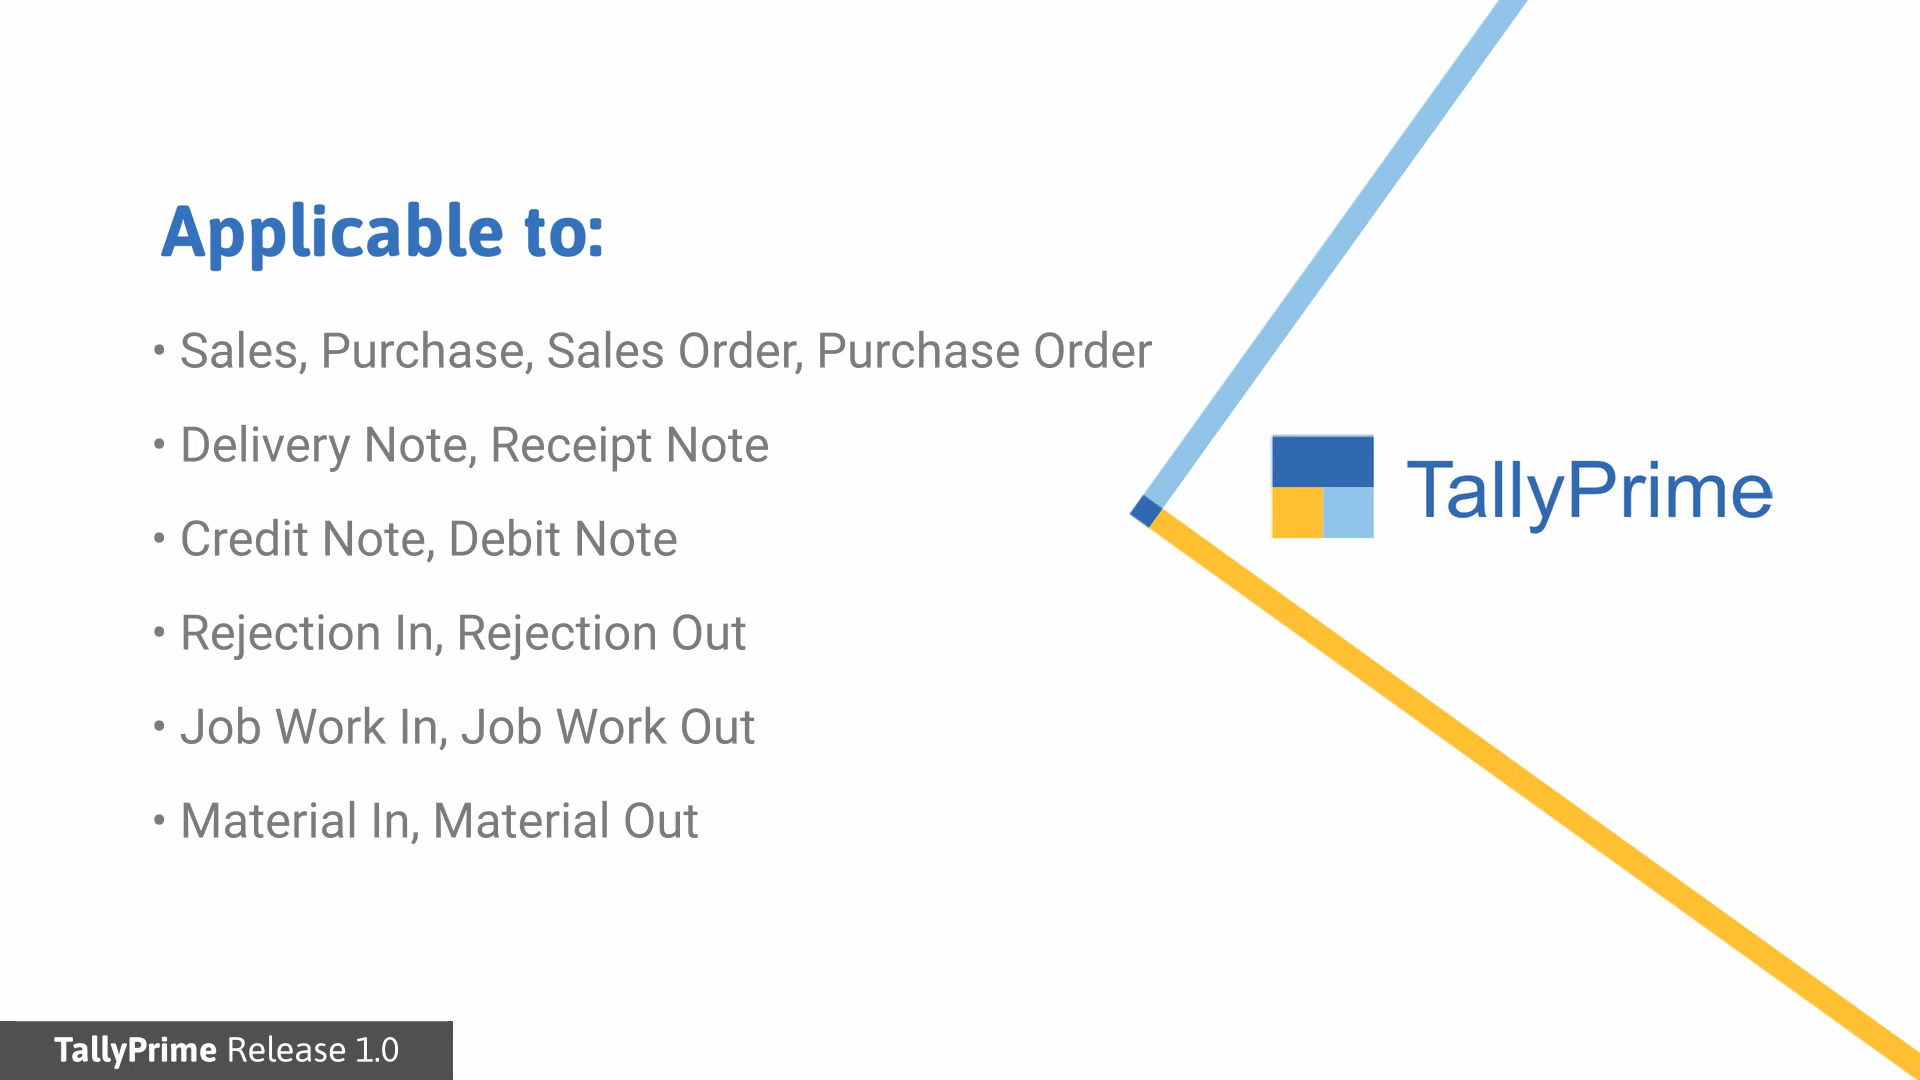 Applicable to:
• Sales, Purchase, Sales Order, Purchase Order
• Delivery Note, Receipt Note
• Credit Note, Debit Note
• Rejection In, Rejection Out
• Job Work In, Job Work Out
• Material In, Material Out
TallyPrime
TallyPrime Release 1.0